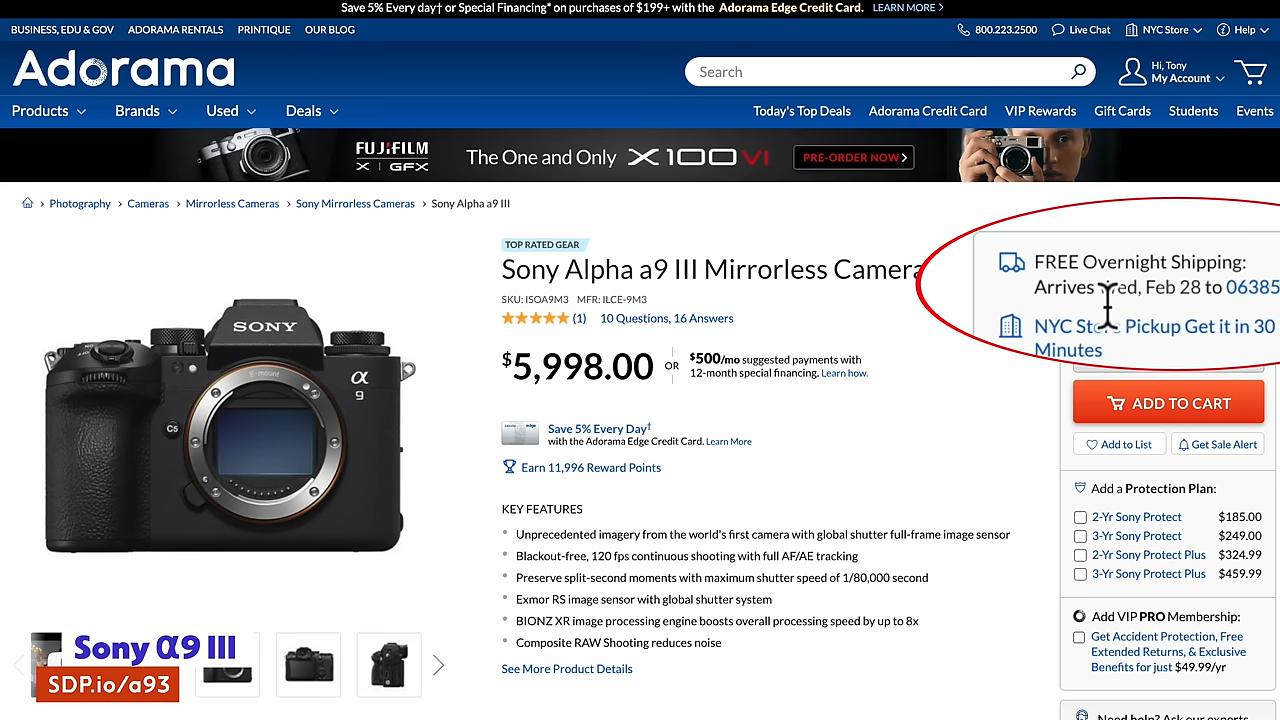 Save 5% Every day† or Special Financing* on purchases of $199+ with the Adorama Edge Credit Card. LEARN MORE
BUSINESS, EDU & GOV ADORAMA RENTALS PRINTIQUE OUR BLOG
800.223.2500 Live Chat NYC Store Help
Adorama
Search
Hi, Tony
My Account
Products Brands Used Deals
Today's Top Deals Adorama Credit Card VIP Rewards Gift Cards Students Events
FUJIFILM
X | GFX
The One and Only X100VI
PRE-ORDER NOW
Photography Cameras Mirrorless Cameras Sony Mirrorless Cameras Sony Alpha a9 III
TOP RATED GEAR
Sony Alpha a9 III Mirrorless Camera
SKU: ISOA9M3 MFR: ILCE-9M3
(1) 10 Questions, 16 Answers
$5,998.00 OR
$500/mo suggested payments with
12-month special financing. Learn how.
Save 5% Every Day†
with the Adorama Edge Credit Card. Learn More
Earn 11,996 Reward Points
KEY FEATURES
Unprecedented imagery from the world's first camera with global shutter full-frame image sensor
Blackout-free, 120 fps continuous shooting with full AF/AE tracking
Preserve split-second moments with maximum shutter speed of 1/80,000 second
Exmor RS image sensor with global shutter system
BIONZ XR image processing engine boosts overall processing speed by up to 8x
Composite RAW Shooting reduces noise
See More Product Details
SONY
E-mount
α
9
C5
Sony α9 III
SDP.io/a93
FREE Overnight Shipping:
Arrives Wed, Feb 28 to 06385
NYC Store Pickup Get it in 30
Minutes
ADD TO CART
Add to List Get Sale Alert
Add a Protection Plan:
2-Yr Sony Protect $185.00
3-Yr Sony Protect $249.00
2-Yr Sony Protect Plus $324.99
3-Yr Sony Protect Plus $459.99
Add VIP PRO Membership:
Get Accident Protection, Free
Extended Returns, & Exclusive
Benefits for just $49.99/yr
Need help? Ask our experts